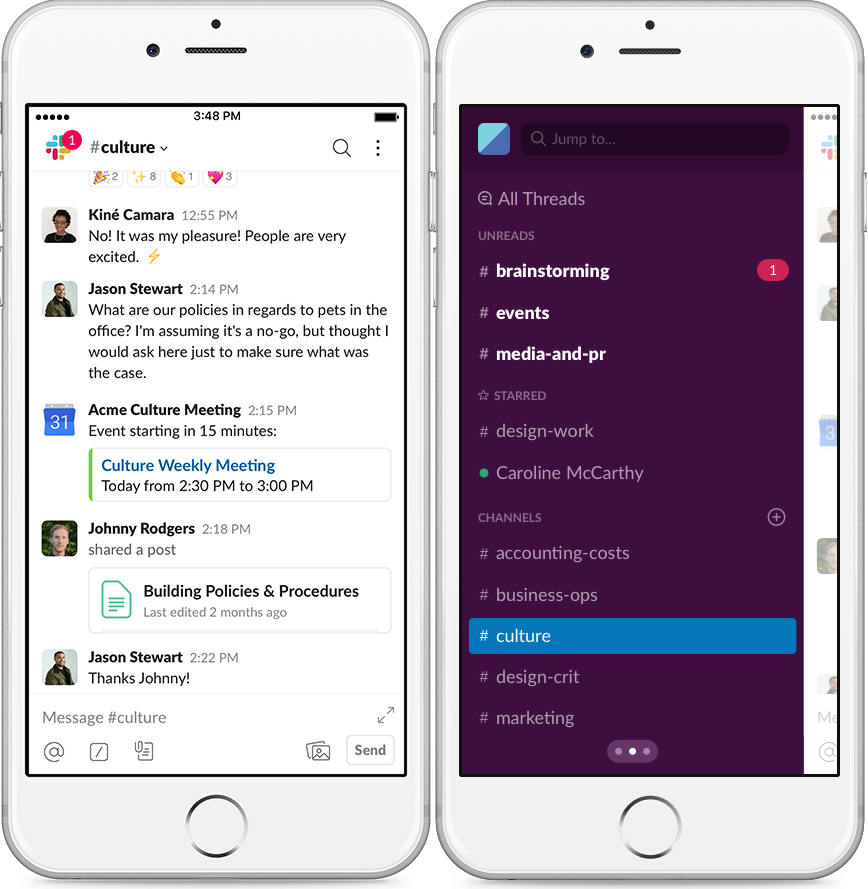 3:48 PM
1
#culture
2
8
1
3
Kiné Camara 12:55 PM
No! It was my pleasure! People are very
excited. ⚡
Jason Stewart 2:14 PM
What are our policies in regards to pets in the
office? I'm assuming it's a no-go, but thought I
would ask here just to make sure what was
the case.
31
Acme Culture Meeting 2:15 PM
Event starting in 15 minutes:
Culture Weekly Meeting
Today from 2:30 PM to 3:00 PM
Johnny Rodgers 2:18 PM
shared a post
Building Policies & Procedures
Last edited 2 months ago
Jason Stewart 2:22 PM
Thanks Johnny!
Message #culture
@
/
Send
Jump to...
All Threads
UNREADS
# brainstorming 1
# events
# media-and-pr
STARRED
# design-work
Caroline McCarthy
CHANNELS
# accounting-costs
# business-ops
# culture
# design-crit
# marketing
3
Me
@